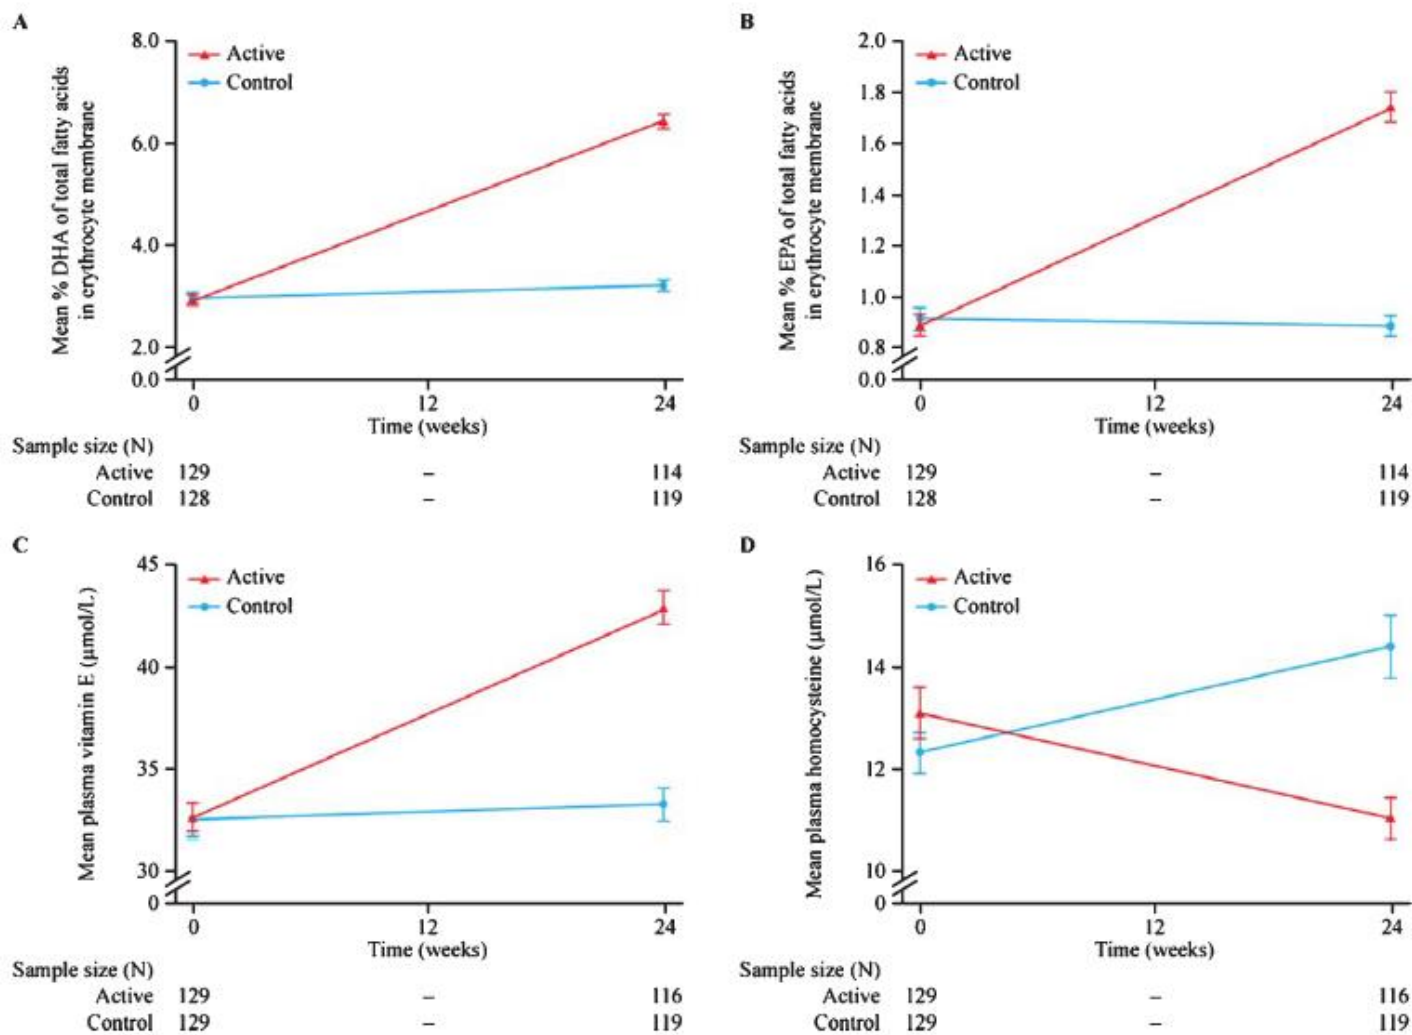 A
Mean % DHA of total fatty acids
in erythrocyte membrane
8.0
6.0
4.0
2.0
0.0
Active
Control
0 12 24
Time (weeks)
Sample size (N)
Active 129 – 114
Control 128 – 119
B
Mean % EPA of total fatty acids
in erythrocyte membrane
2.0
1.8
1.6
1.4
1.2
1.0
0.8
0.0
Active
Control
0 12 24
Time (weeks)
Sample size (N)
Active 129 – 114
Control 128 – 119
C
Mean plasma vitamin E (µmol/L)
45
40
35
30
0
Active
Control
0 12 24
Time (weeks)
Sample size (N)
Active 129 – 116
Control 129 – 119
D
Mean plasma homocysteine (µmol/L)
16
14
12
10
0
Active
Control
0 12 24
Time (weeks)
Sample size (N)
Active 129 – 116
Control 129 – 119